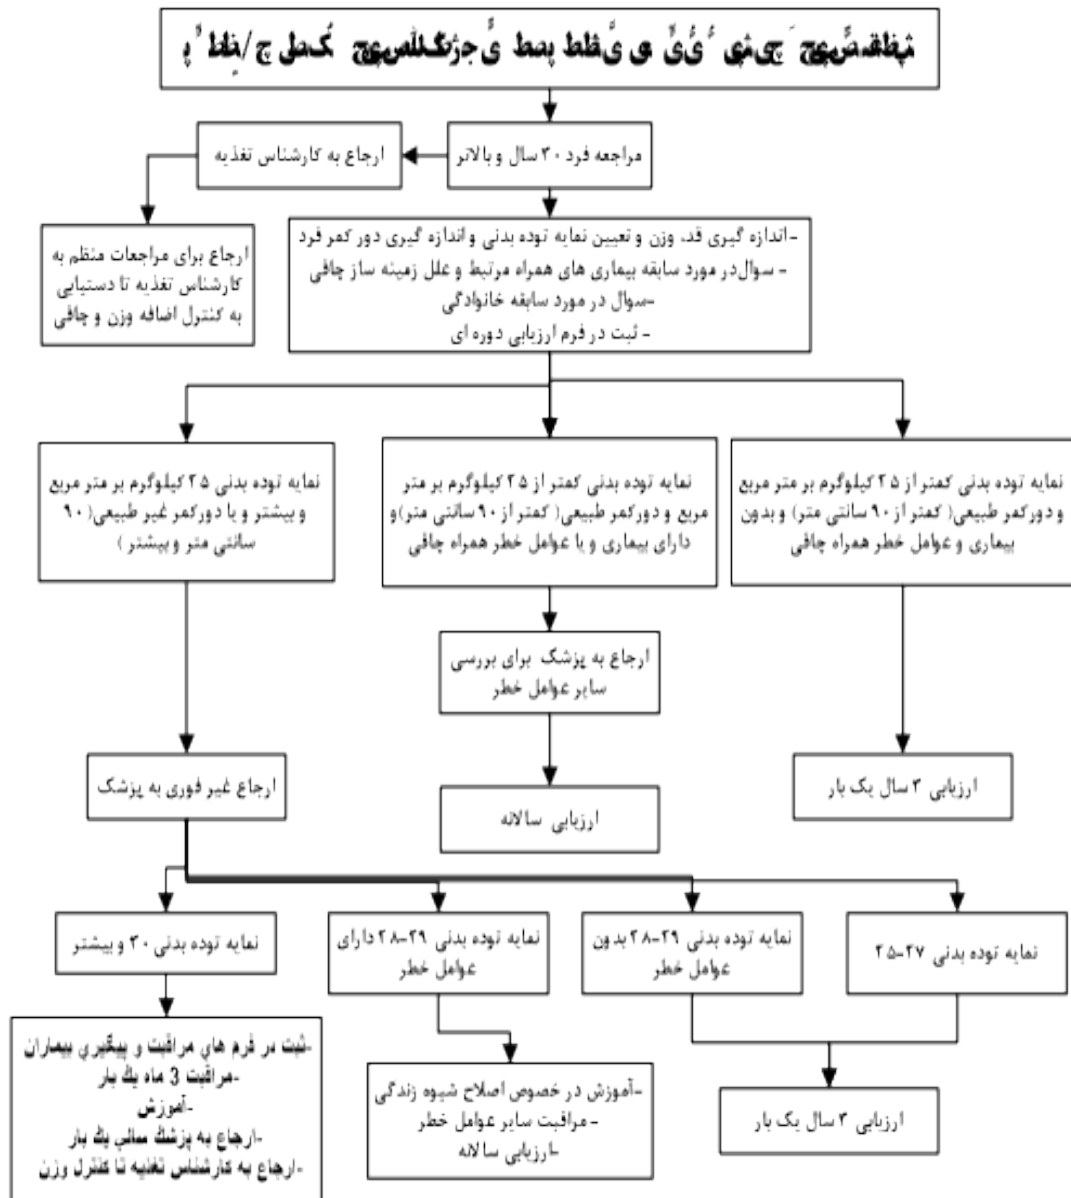 مراجعه فرد ۳۰ سال و بالاتر
ارجاع به کارشناس تغذیه
ارجاع برای مراجعات منظم به
کارشناس تغذیه تا دستیابی
به کنترل اضافه وزن و چاقی
-اندازه گیری قد، وزن و تعیین نمایه توده بدنی و اندازه گیری دور کمر فرد
- سوال در مورد سابقه بیماری های همراه مرتبط و علل زمینه ساز چاقی
-سوال در مورد سابقه خانوادگی
- ثبت در فرم ارزیابی دوره ای
نمایه توده بدنی کمتر از ۲۵ کیلوگرم بر متر مربع
و دورکمر طبیعی( کمتر از ۹۰ سانتی متر) و بدون
بیماری و عوامل خطر همراه چاقی
نمایه توده بدنی کمتر از ۲۵ کیلوگرم بر متر
مربع و دورکمر طبیعی( کمتر از ۹۰ سانتی متر)و
دارای بیماری و یا عوامل خطر همراه چاقی
نمایه توده بدنی ۲۵ کیلوگرم بر متر مربع
و بیشتر و یا دورکمر غیر طبیعی( ۹۰
سانتی متر و بیشتر )
ارجاع به پزشک برای بررسی
سایر عوامل خطر
ارزیابی ۳ سال یک بار
ارزیابی سالانه
ارجاع غیر فوری به پزشک
نمایه توده بدنی ۲۷-۲۵
نمایه توده بدنی ۲۹-۲۸ بدون
عوامل خطر
نمایه توده بدنی ۲۹-۲۸ دارای
عوامل خطر
نمایه توده بدنی ۳۰ و بیشتر
ارزیابی ۳ سال یک بار
-آموزش در خصوص اصلاح شیوه زندگی
- مراقبت سایر عوامل خطر
-ارزیابی سالانه
-ثبت در فرم هاي مراقبت و پيگيري بيماران
-مراقبت 3 ماه يك بار
-آموزش
-ارجاع به پزشك سالي يك بار
-ارجاع به كارشناس تغذيه تا كنترل وزن